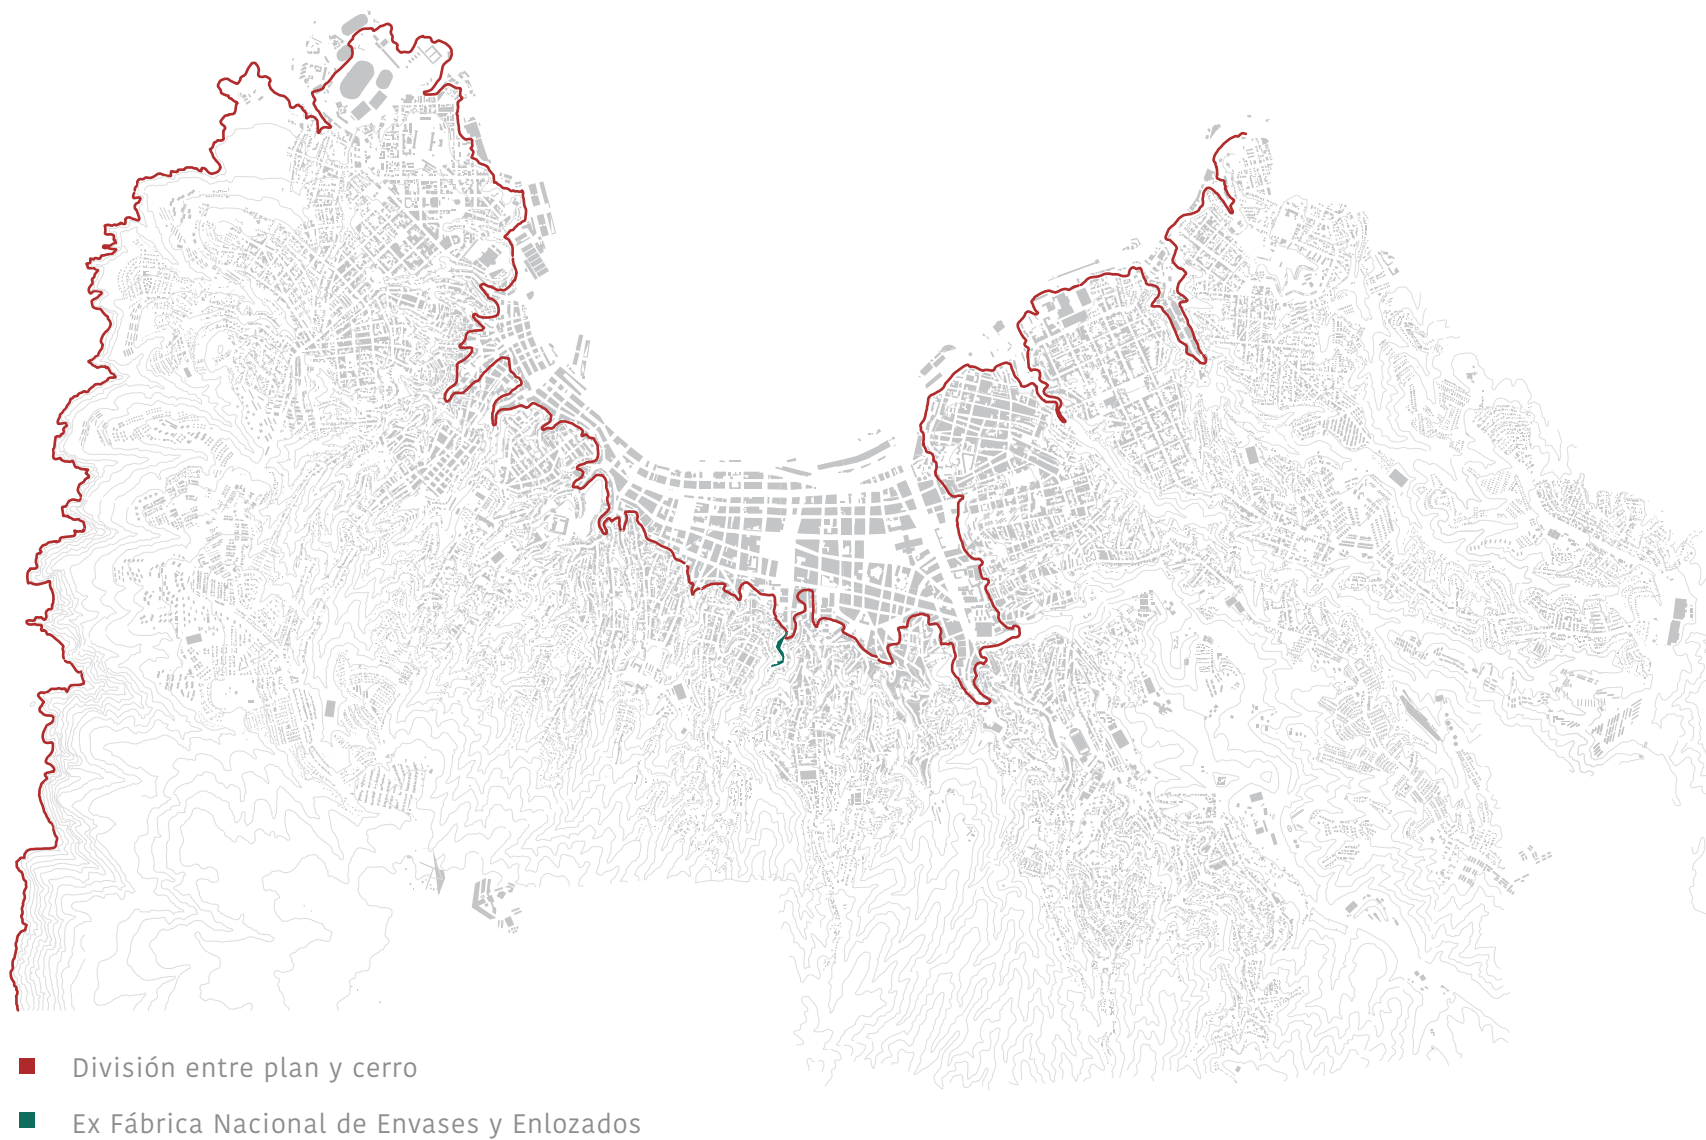 División entre plan y cerro
Ex Fábrica Nacional de Envases y Enlozados